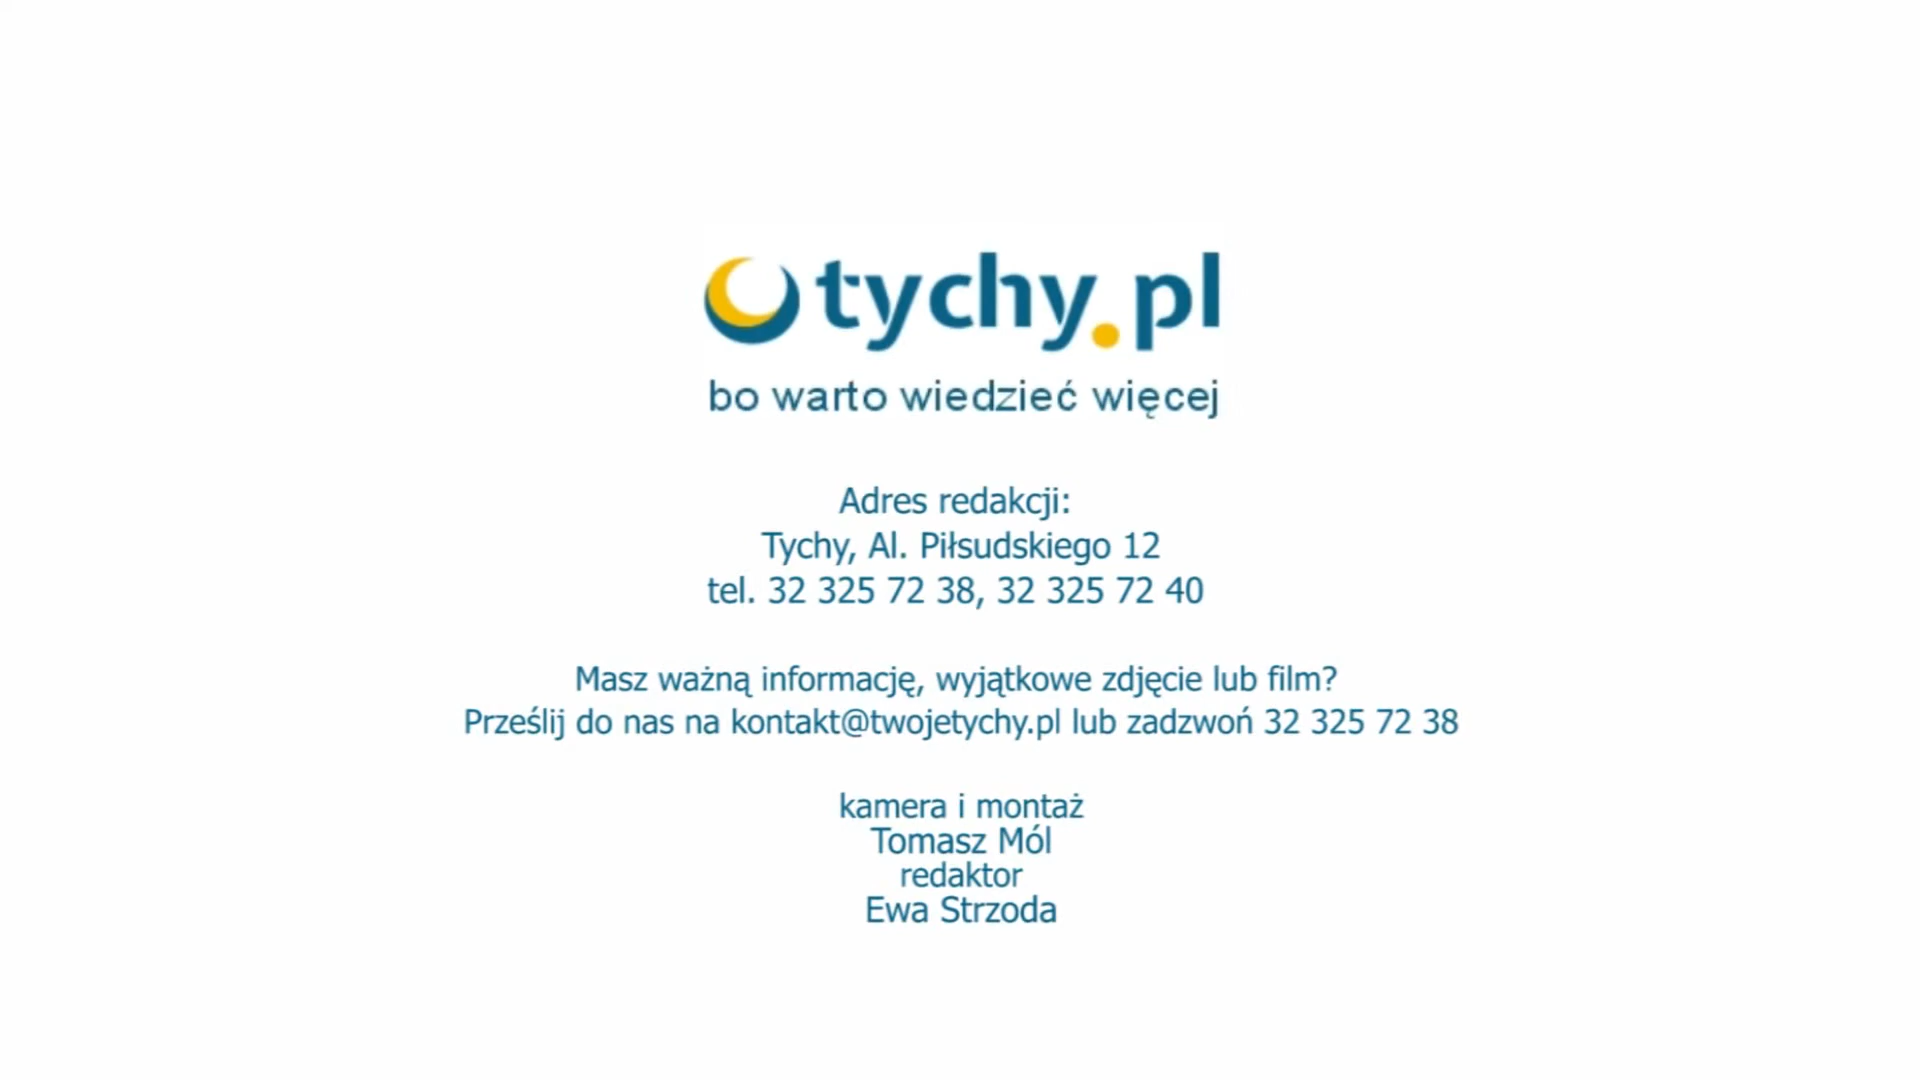 tychy.pl
bo warto wiedzieć więcej
Adres redakcji:
Tychy, Al. Piłsudskiego 12
tel. 32 325 72 38, 32 325 72 40
Masz ważną informację, wyjątkowe zdjęcie lub film?
Prześlij do nas na kontakt@twojetychy.pl lub zadzwoń 32 325 72 38
kamera i montaż
Tomasz Mól
redaktor
Ewa Strzoda